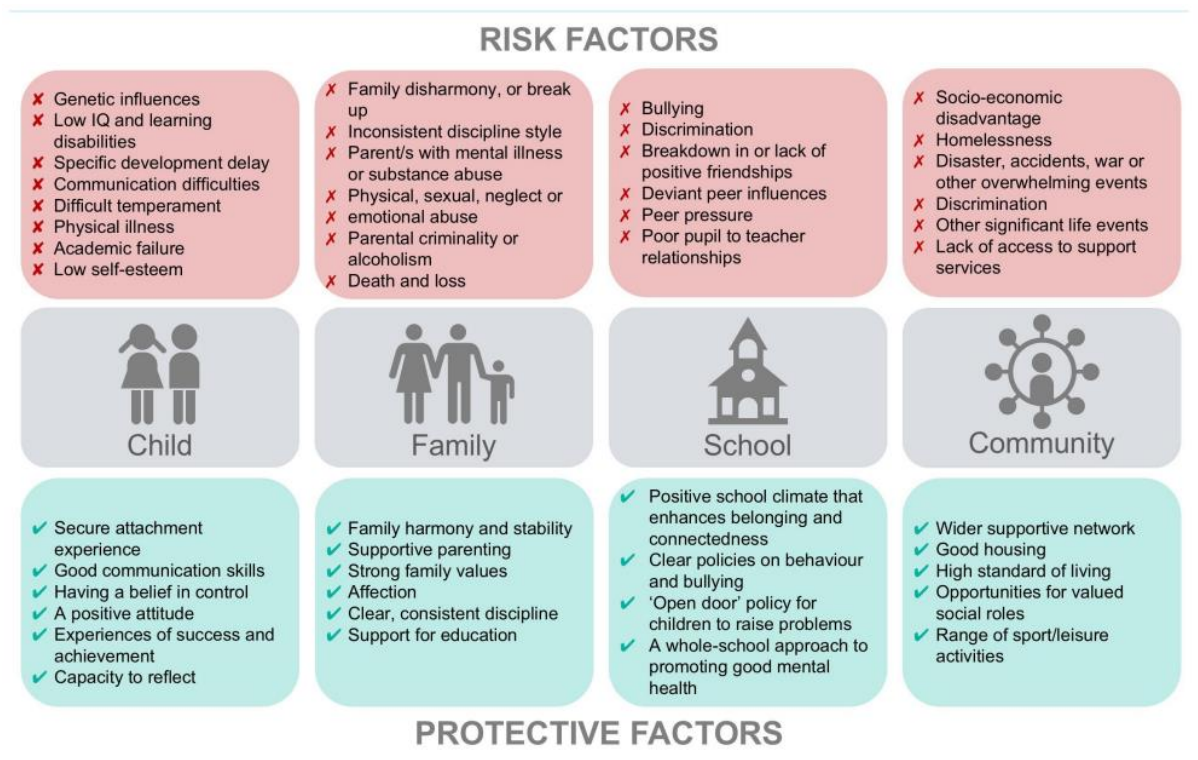 RISK FACTORS
✘ Genetic influences
✘ Low IQ and learning
disabilities
✘ Specific development delay
✘ Communication difficulties
✘ Difficult temperament
✘ Physical illness
✘ Academic failure
✘ Low self-esteem
✗ Family disharmony, or break
up
✗ Inconsistent discipline style
✗ Parent/s with mental illness
or substance abuse
✗ Physical, sexual, neglect or
✗ emotional abuse
✗ Parental criminality or
alcoholism
✗ Death and loss
✗ Bullying
✗ Discrimination
✗ Breakdown in or lack of
positive friendships
✗ Deviant peer influences
✗ Peer pressure
✗ Poor pupil to teacher
relationships
✗ Socio-economic
disadvantage
✗ Homelessness
✗ Disaster, accidents, war or
other overwhelming events
✗ Discrimination
✗ Other significant life events
✗ Lack of access to support
services
Child
Family
School
Community
✔ Secure attachment
experience
✔ Good communication skills
✔ Having a belief in control
✔ A positive attitude
✔ Experiences of success and
achievement
✔ Capacity to reflect
✔ Family harmony and stability
✔ Supportive parenting
✔ Strong family values
✔ Affection
✔ Clear, consistent discipline
✔ Support for education
✔ Positive school climate that
enhances belonging and
connectedness
✔ Clear policies on behaviour
and bullying
✔ ‘Open door’ policy for
children to raise problems
✔ A whole-school approach to
promoting good mental
health
✔ Wider supportive network
✔ Good housing
✔ High standard of living
✔ Opportunities for valued
social roles
✔ Range of sport/leisure
activities
PROTECTIVE FACTORS